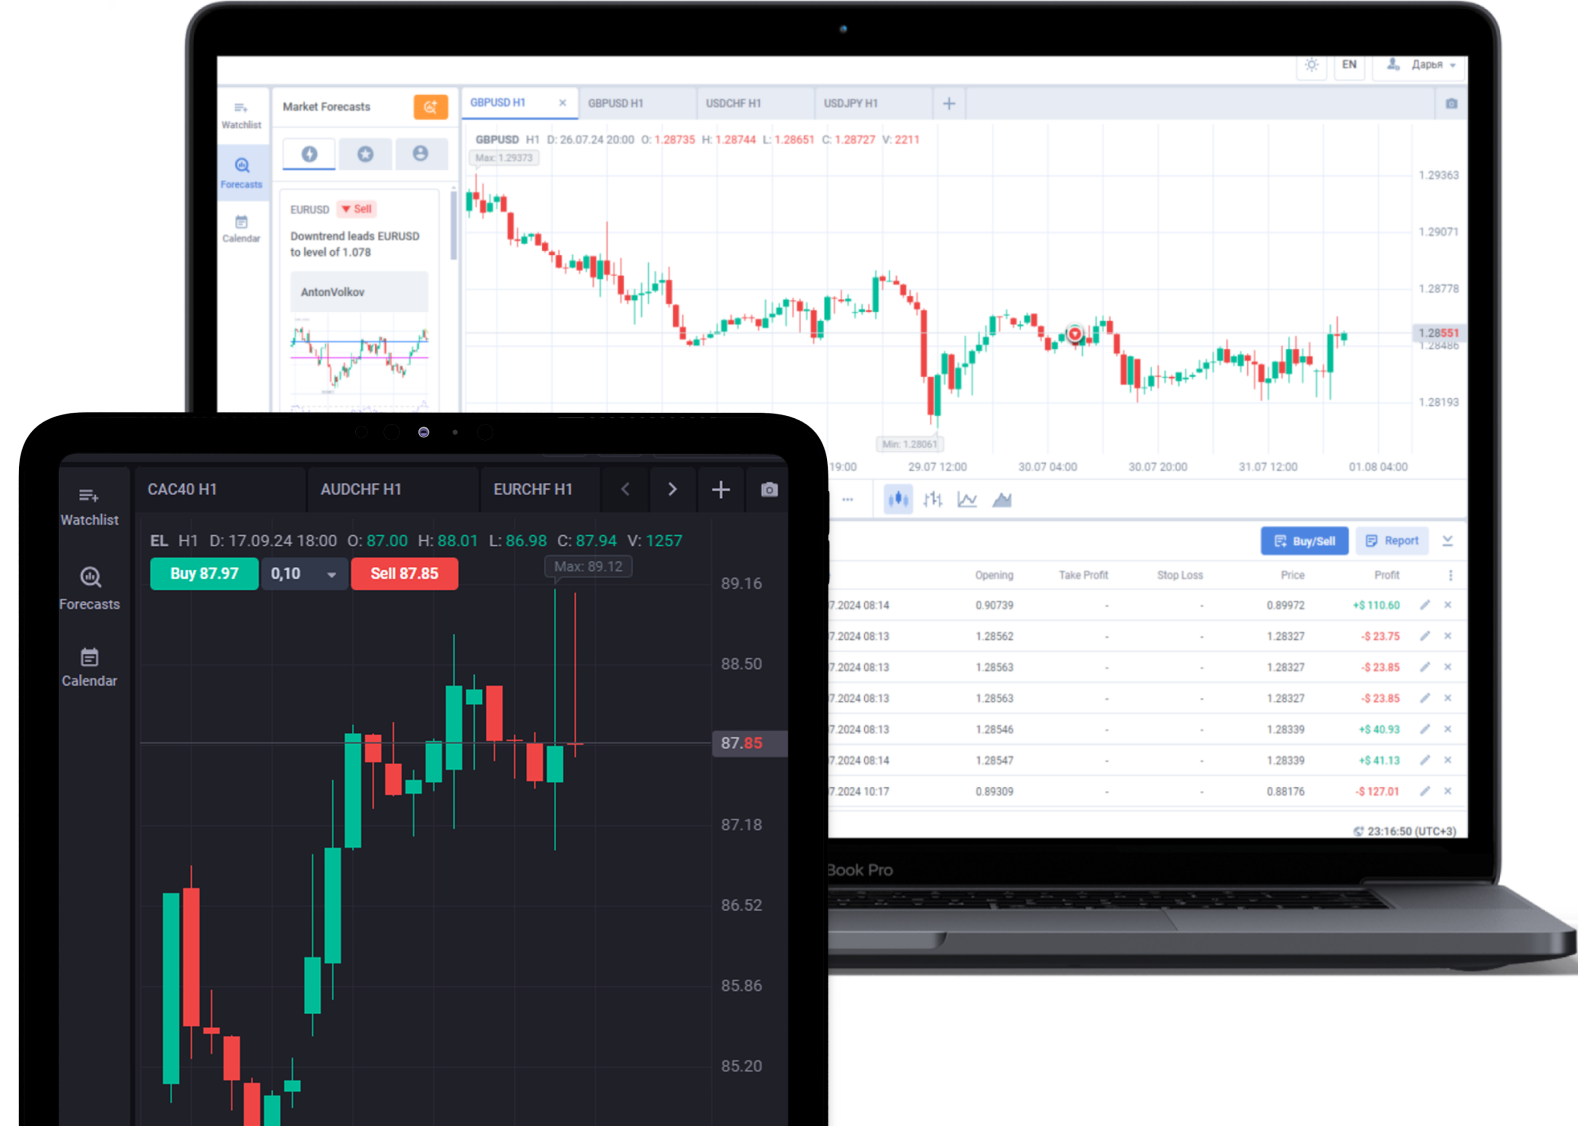 EN
Дарья
Watchlist
Forecasts
Calendar
Market Forecasts
EURUSD Sell
Downtrend leads EURUSD
to level of 1.078
AntonVolkov
GBPUSD H1
GBPUSD H1
USDCHF H1
USDJPY H1
GBPUSD H1 D: 26.07.24 20:00 O: 1.28735 H: 1.28744 L: 1.28651 C: 1.28727 V: 2211
Max: 1.29373
1.29363
1.29071
1.28778
1.28551
1.28486
1.28193
Min: 1.28061
19:00
29.07 12:00
30.07 04:00
30.07 20:00
31.07 12:00
01.08 04:00
Buy/Sell
Report
Opening Take Profit Stop Loss Price Profit
7.2024 08:14 0.90739 - - 0.89972 +$ 110.60
7.2024 08:13 1.28562 - - 1.28327 -$ 23.75
7.2024 08:13 1.28563 - - 1.28327 -$ 23.85
7.2024 08:13 1.28563 - - 1.28327 -$ 23.85
7.2024 08:13 1.28546 - - 1.28339 +$ 40.93
7.2024 08:14 1.28547 - - 1.28339 +$ 41.13
7.2024 10:17 0.89309 - - 0.88176 -$ 127.01
23:16:50 (UTC+3)
Book Pro
Watchlist
Forecasts
Calendar
CAC40 H1
AUDCHF H1
EURCHF H1
EL H1 D: 17.09.24 18:00 O: 87.00 H: 88.01 L: 86.98 C: 87.94 V: 1257
Buy 87.97
0,10
Sell 87.85
Max: 89.12
89.16
88.50
87.85
87.18
86.52
85.86
85.20